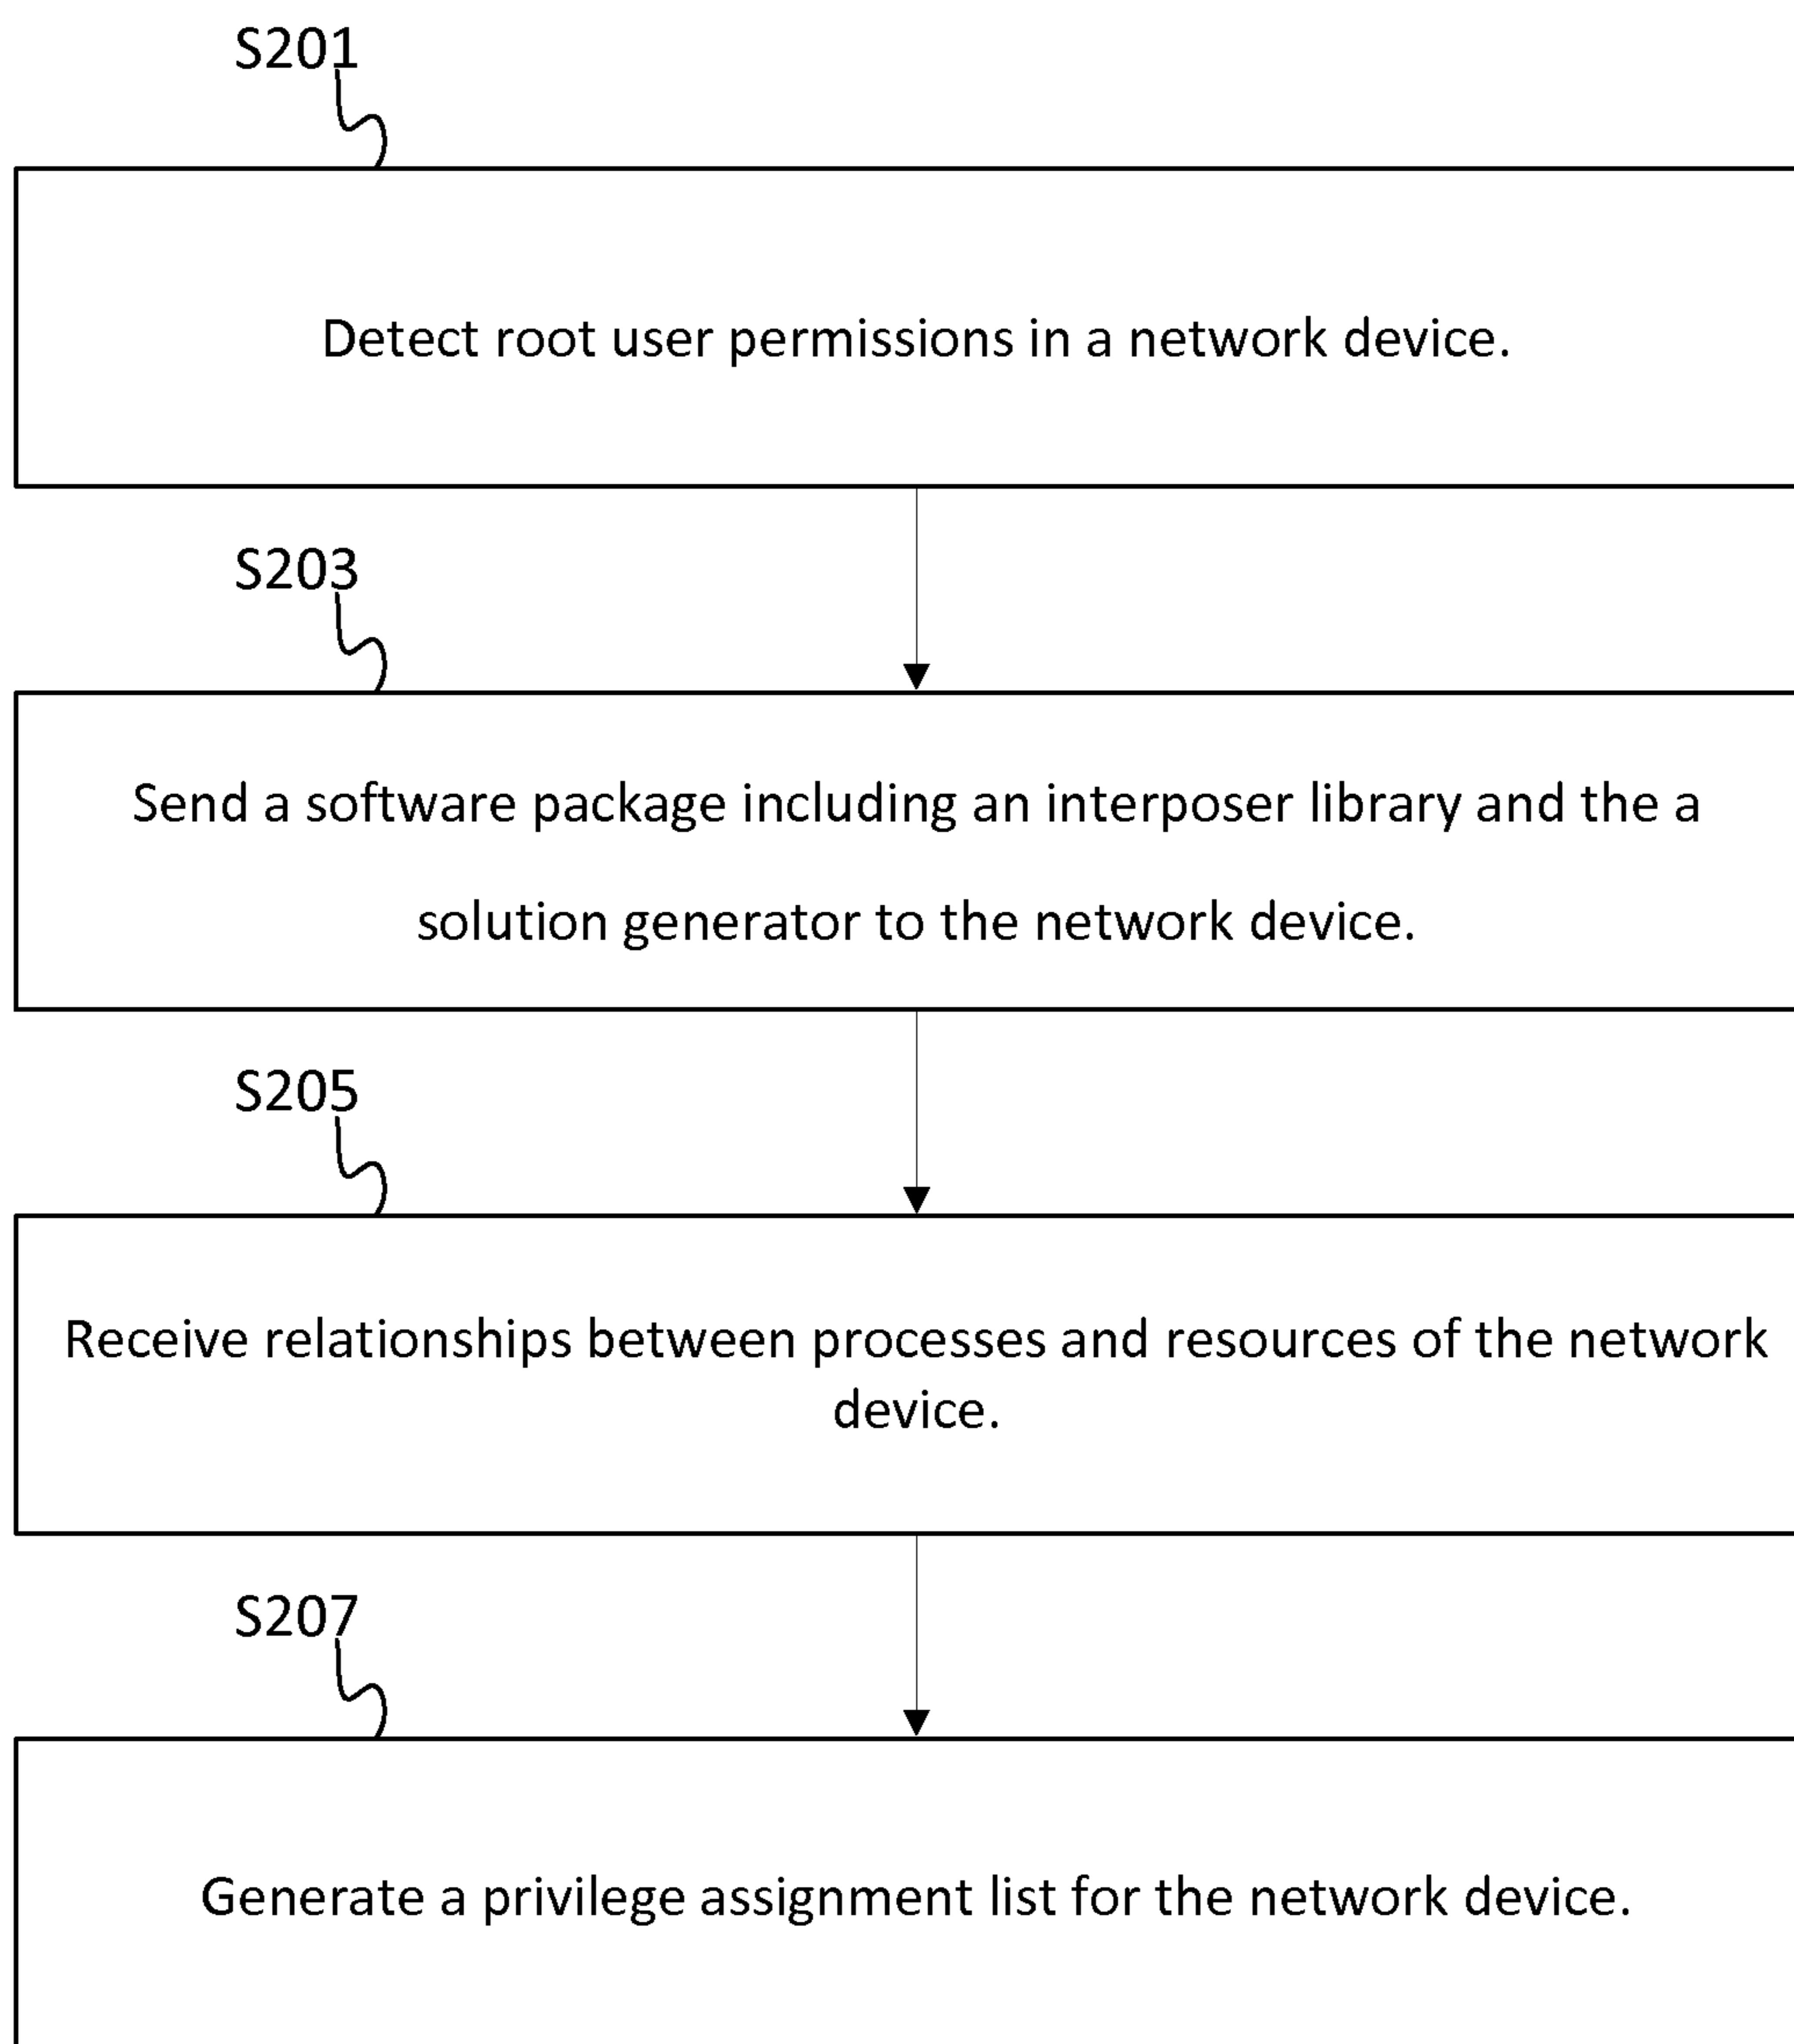 S201
Detect root user permissions in a network device.
S203
Send a software package including an interposer library and the a
solution generator to the network device.
S205
Receive relationships between processes and resources of the network
device.
S207
Generate a privilege assignment list for the network device.